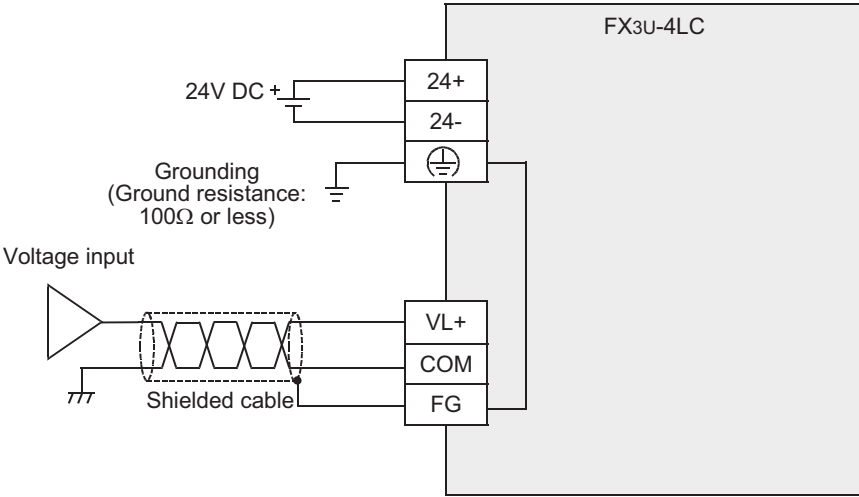 FX3U-4LC
24+
24V DC +
24-
Grounding
(Ground resistance:
100Ω or less)
Voltage input
VL+
COM
Shielded cable
FG